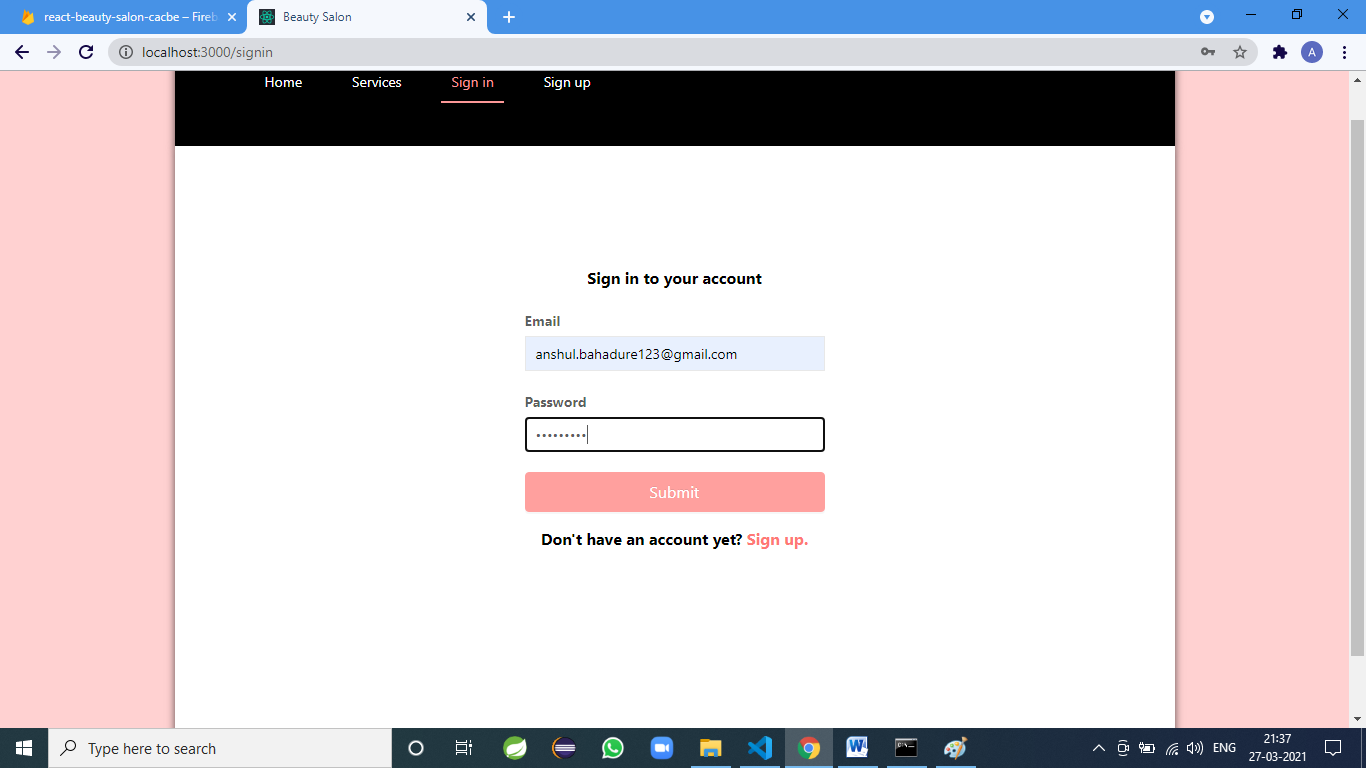 react-beauty-salon-cacbe – Fireb
Beauty Salon
localhost:3000/signin
A
Home Services Sign in Sign up
Sign in to your account
Email
anshul.bahadure123@gmail.com
Password
•••••••••
Submit
Don't have an account yet? Sign up.
Type here to search
ENG
21:37
27-03-2021